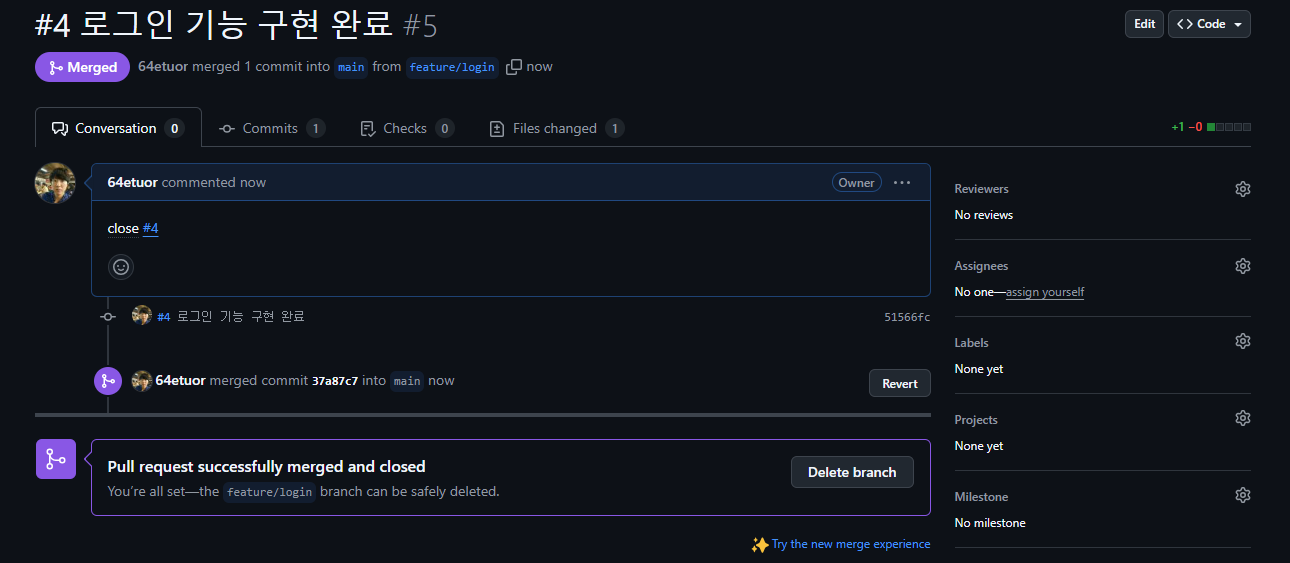 #4 로그인 기능 구현 완료 #5
Edit
<> Code
Merged
64etuor merged 1 commit into main from feature/login now
Conversation 0
Commits 1
Checks 0
Files changed 1
+1 −0
64etuor commented now
Owner
close #4
#4 로그인 기능 구현 완료
51566fc
64etuor merged commit 37a87c7 into main now
Revert
Pull request successfully merged and closed
You're all set—the feature/login branch can be safely deleted.
Delete branch
Try the new merge experience
Reviewers
No reviews
Assignees
No one—assign yourself
Labels
None yet
Projects
None yet
Milestone
No milestone